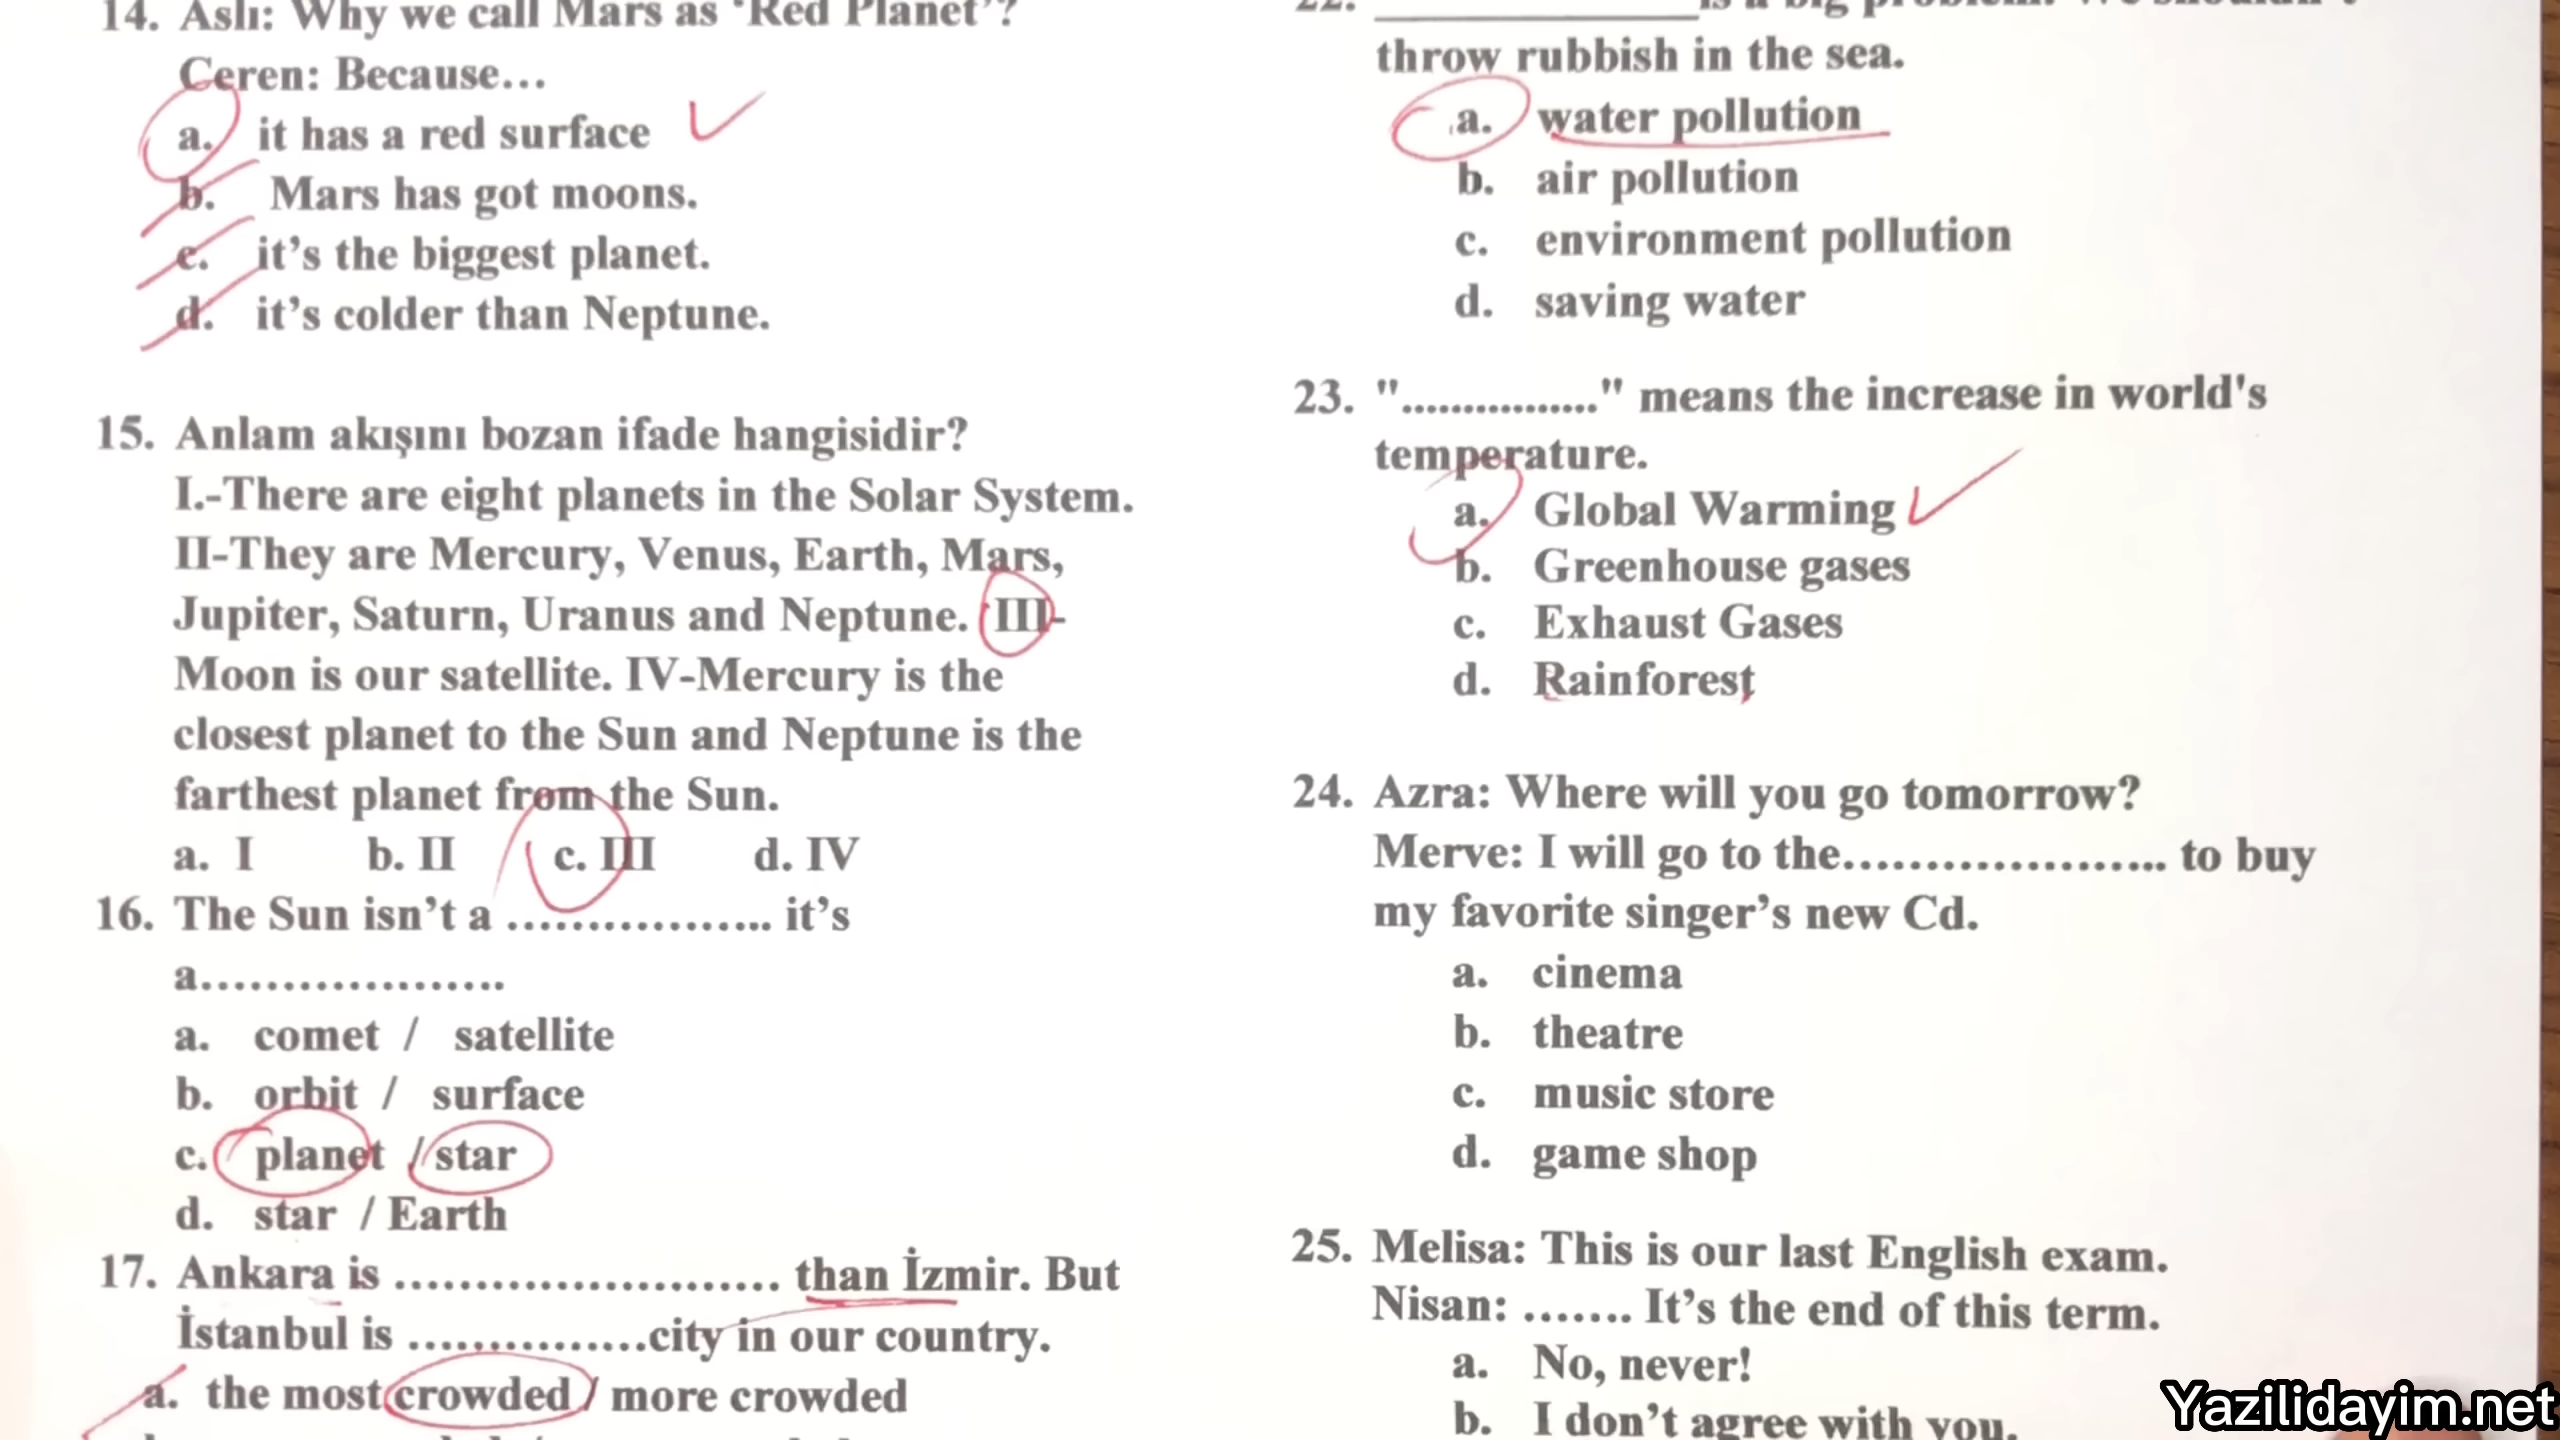 14. Aslı: Why we call Mars as ‘Red Planet’?
Ceren: Because…
a. it has a red surface
b. Mars has got moons.
c. it’s the biggest planet.
d. it’s colder than Neptune.
15. Anlam akışını bozan ifade hangisidir?
I.-There are eight planets in the Solar System.
II-They are Mercury, Venus, Earth, Mars,
Jupiter, Saturn, Uranus and Neptune. III-
Moon is our satellite. IV-Mercury is the
closest planet to the Sun and Neptune is the
farthest planet from the Sun.
a. I b. II c. III d. IV
16. The Sun isn’t a ……………... it’s
a……………….
a. comet / satellite
b. orbit / surface
c. planet / star
d. star / Earth
17. Ankara is …………………… than İzmir. But
İstanbul is ……………city in our country.
a. the most crowded / more crowded
22. ______________is a big problem. We shouldn’t
throw rubbish in the sea.
a. water pollution
b. air pollution
c. environment pollution
d. saving water
23. "................" means the increase in world's
temperature.
a. Global Warming
b. Greenhouse gases
c. Exhaust Gases
d. Rainforest
24. Azra: Where will you go tomorrow?
Merve: I will go to the……………….. to buy
my favorite singer’s new Cd.
a. cinema
b. theatre
c. music store
d. game shop
25. Melisa: This is our last English exam.
Nisan: ……. It’s the end of this term.
a. No, never!
b. I don’t agree with you.
Yazilidayim.net